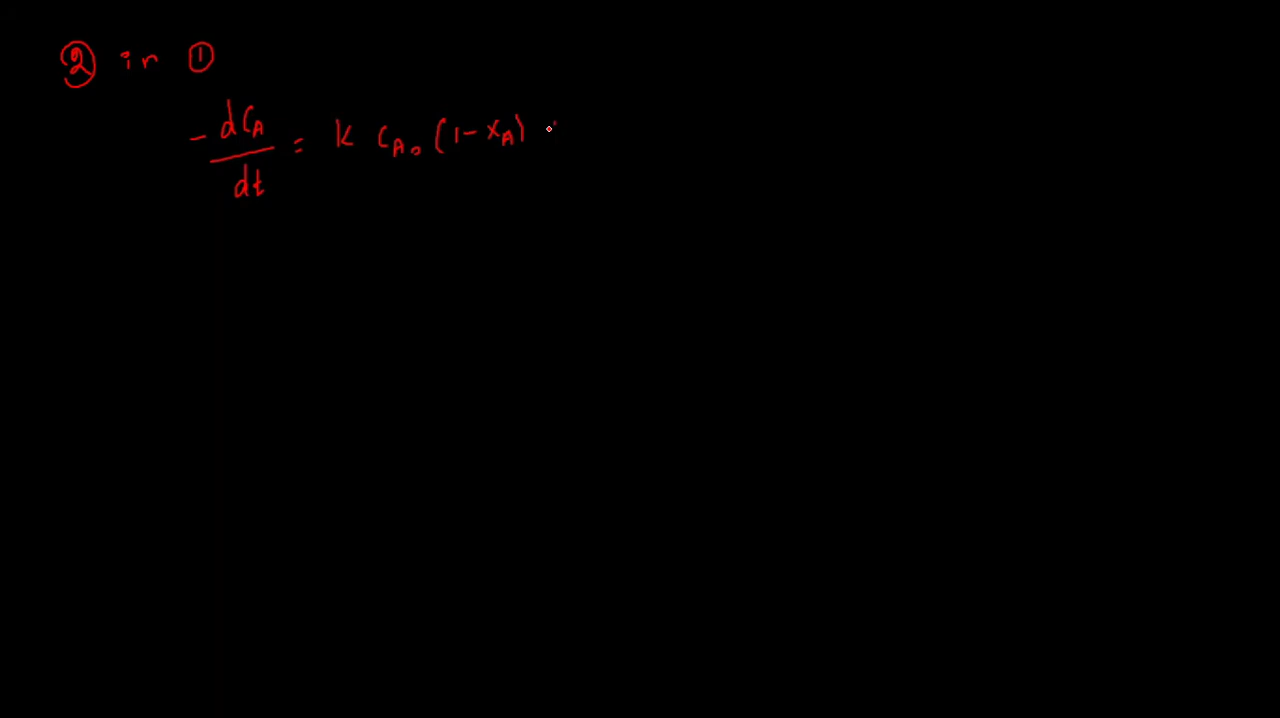 ② in ①
- dCA/dt = K CA₀ (1-XA)